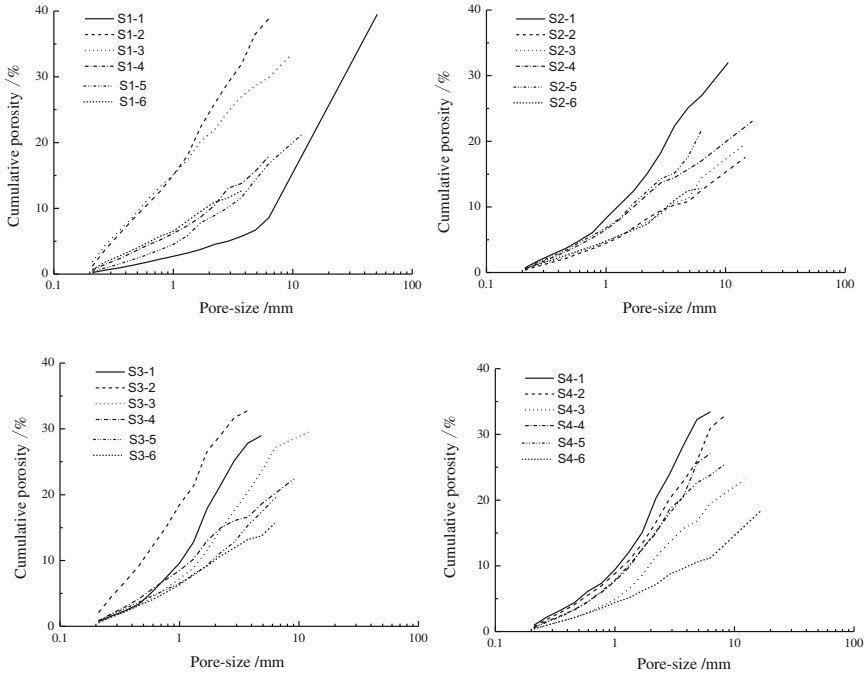 40
30
20
10
0
Cumulative porosity /%
S1-1
S1-2
S1-3
S1-4
S1-5
S1-6
0.1
1
10
100
Pore-size /mm
40
30
20
10
0
Cumulative porosity /%
S2-1
S2-2
S2-3
S2-4
S2-5
S2-6
0.1
1
10
100
Pore-size /mm
40
30
20
10
0
Cumulative porosity /%
S3-1
S3-2
S3-3
S3-4
S3-5
S3-6
0.1
1
10
100
Pore-size /mm
40
30
20
10
0
Cumulative porosity /%
S4-1
S4-2
S4-3
S4-4
S4-5
S4-6
0.1
1
10
100
Pore-size /mm